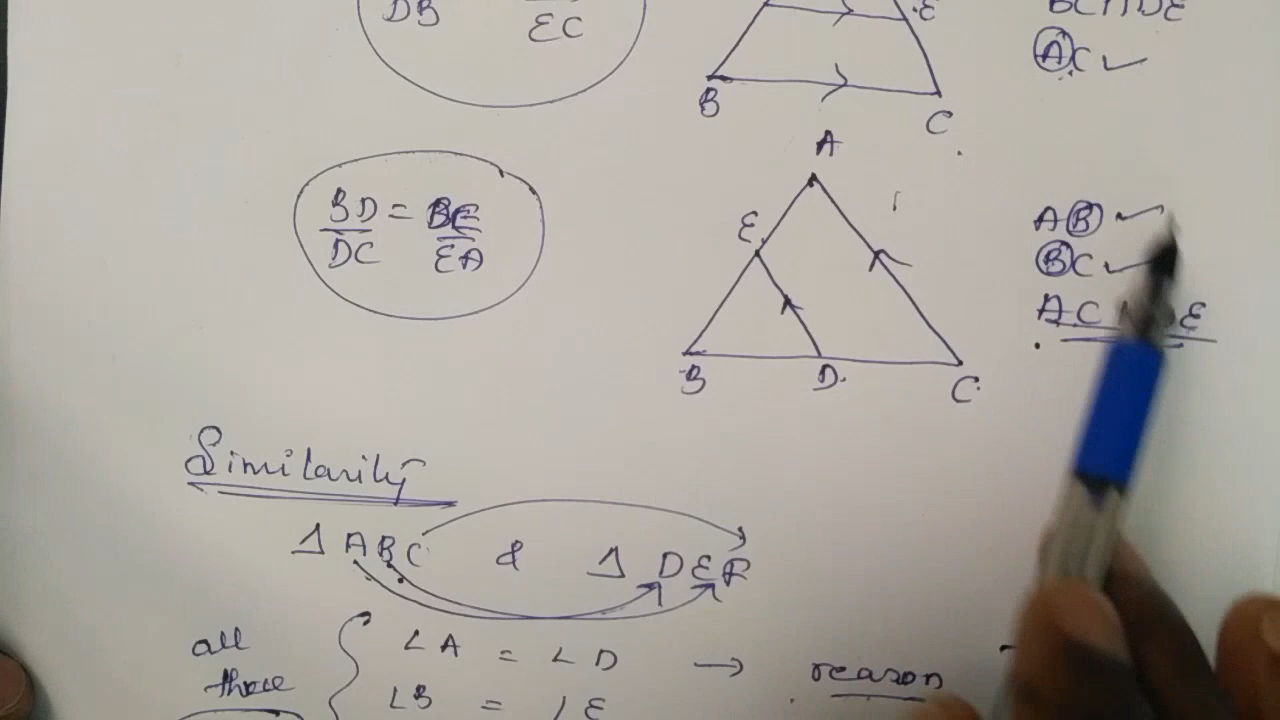 DB
EC
E
BC || DE
AC ✓
B
C
A
BD = BE
DC EA
E
AB ✓
BC ✓
B
D
C
AC E
Similarity
Δ ABC & Δ DEF
all
three
∠A = ∠D → reason
∠B = ∠E